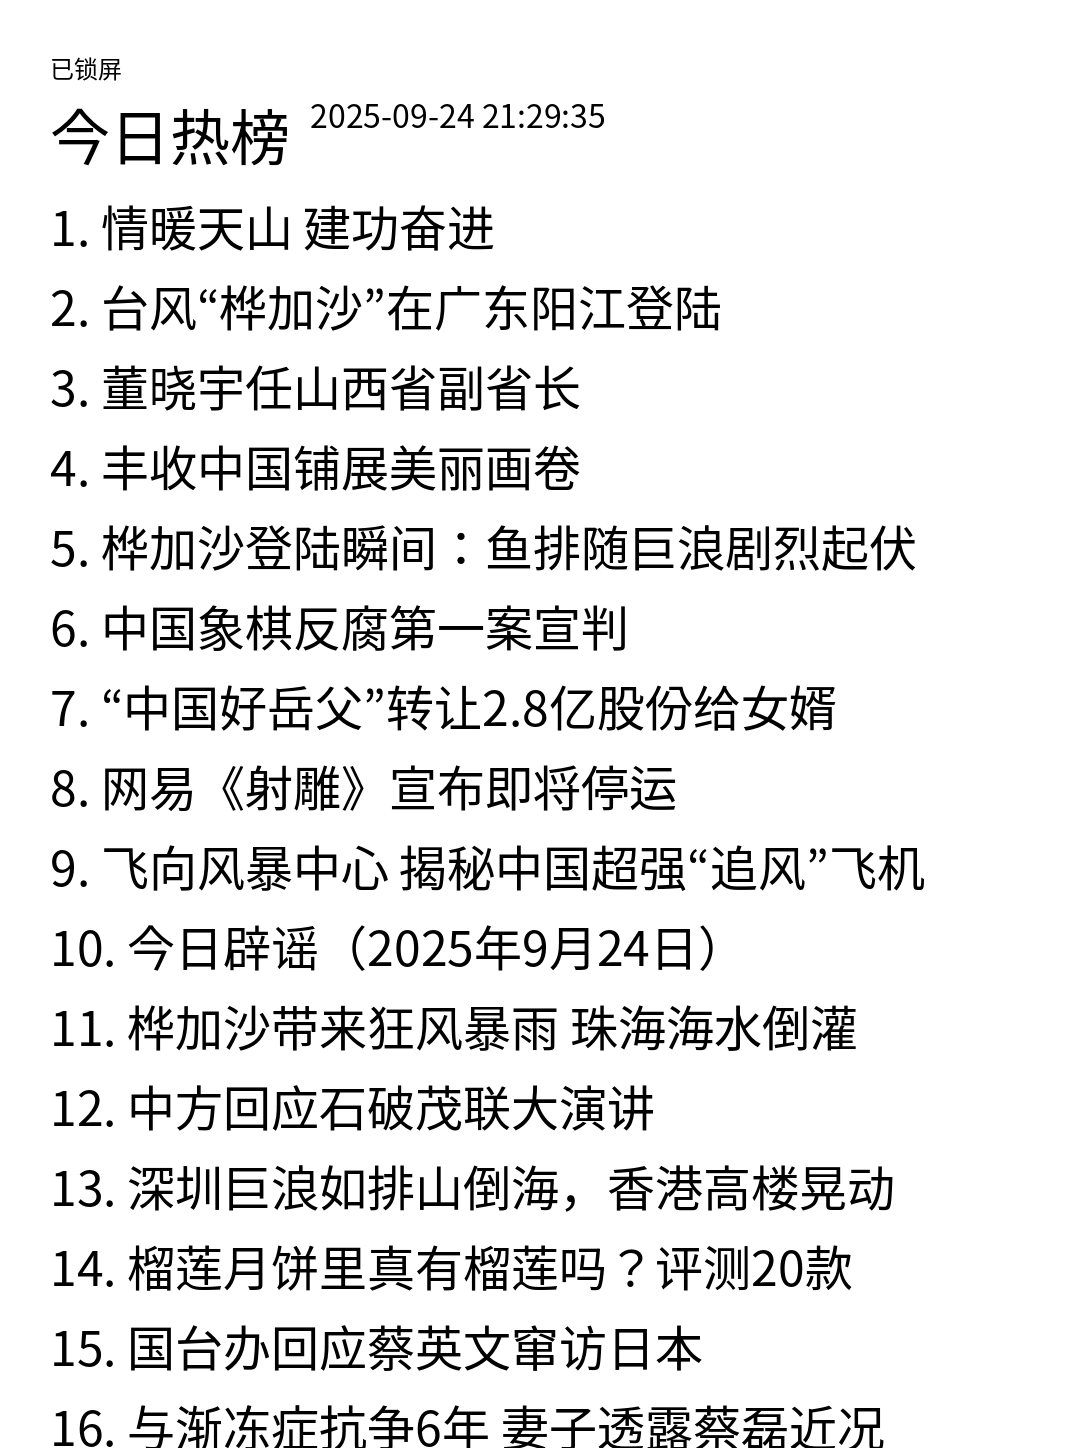 已锁屏
今日热榜 2025-09-24 21:29:35
1. 情暖天山 建功奋进
2. 台风“桦加沙”在广东阳江登陆
3. 董晓宇任山西省副省长
4. 丰收中国铺展美丽画卷
5. 桦加沙登陆瞬间：鱼排随巨浪剧烈起伏
6. 中国象棋反腐第一案宣判
7. “中国好岳父”转让2.8亿股份给女婿
8. 网易《射雕》宣布即将停运
9. 飞向风暴中心 揭秘中国超强“追风”飞机
10. 今日辟谣（2025年9月24日）
11. 桦加沙带来狂风暴雨 珠海海水倒灌
12. 中方回应石破茂联大演讲
13. 深圳巨浪如排山倒海，香港高楼晃动
14. 榴莲月饼里真有榴莲吗？评测20款
15. 国台办回应蔡英文窜访日本
16. 与渐冻症抗争6年 妻子透露蔡磊近况